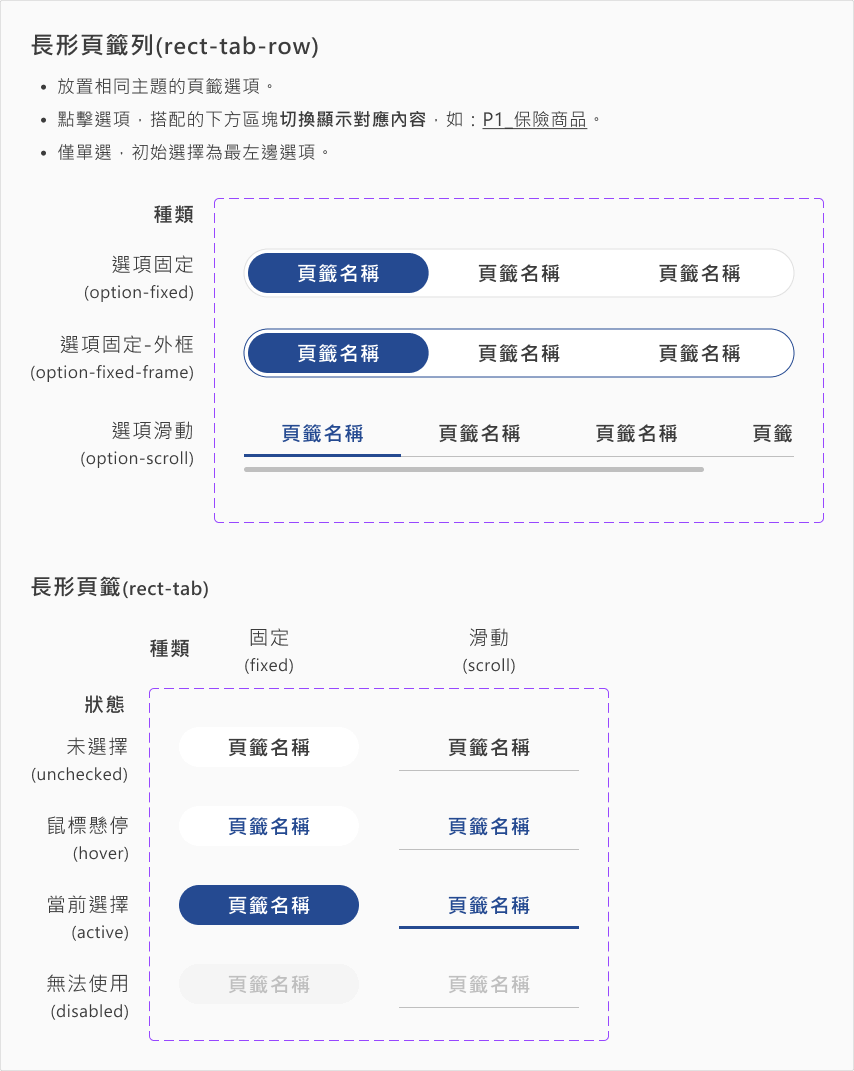 長形頁籤列(rect-tab-row)
• 放置相同主題的頁籤選項。
• 點擊選項，搭配的下方區塊切換顯示對應內容，如：P1_保險商品。
• 僅單選，初始選擇為最左邊選項。
種類
選項固定 頁籤名稱 頁籤名稱 頁籤名稱
(option-fixed)
選項固定-外框 頁籤名稱 頁籤名稱 頁籤名稱
(option-fixed-frame)
選項滑動 頁籤名稱 頁籤名稱 頁籤名稱 頁籤
(option-scroll)
長形頁籤(rect-tab)
種類 固定 滑動
(fixed) (scroll)
狀態
未選擇 頁籤名稱 頁籤名稱
(unchecked)
鼠標懸停 頁籤名稱 頁籤名稱
(hover)
當前選擇 頁籤名稱 頁籤名稱
(active)
無法使用 頁籤名稱 頁籤名稱
(disabled)